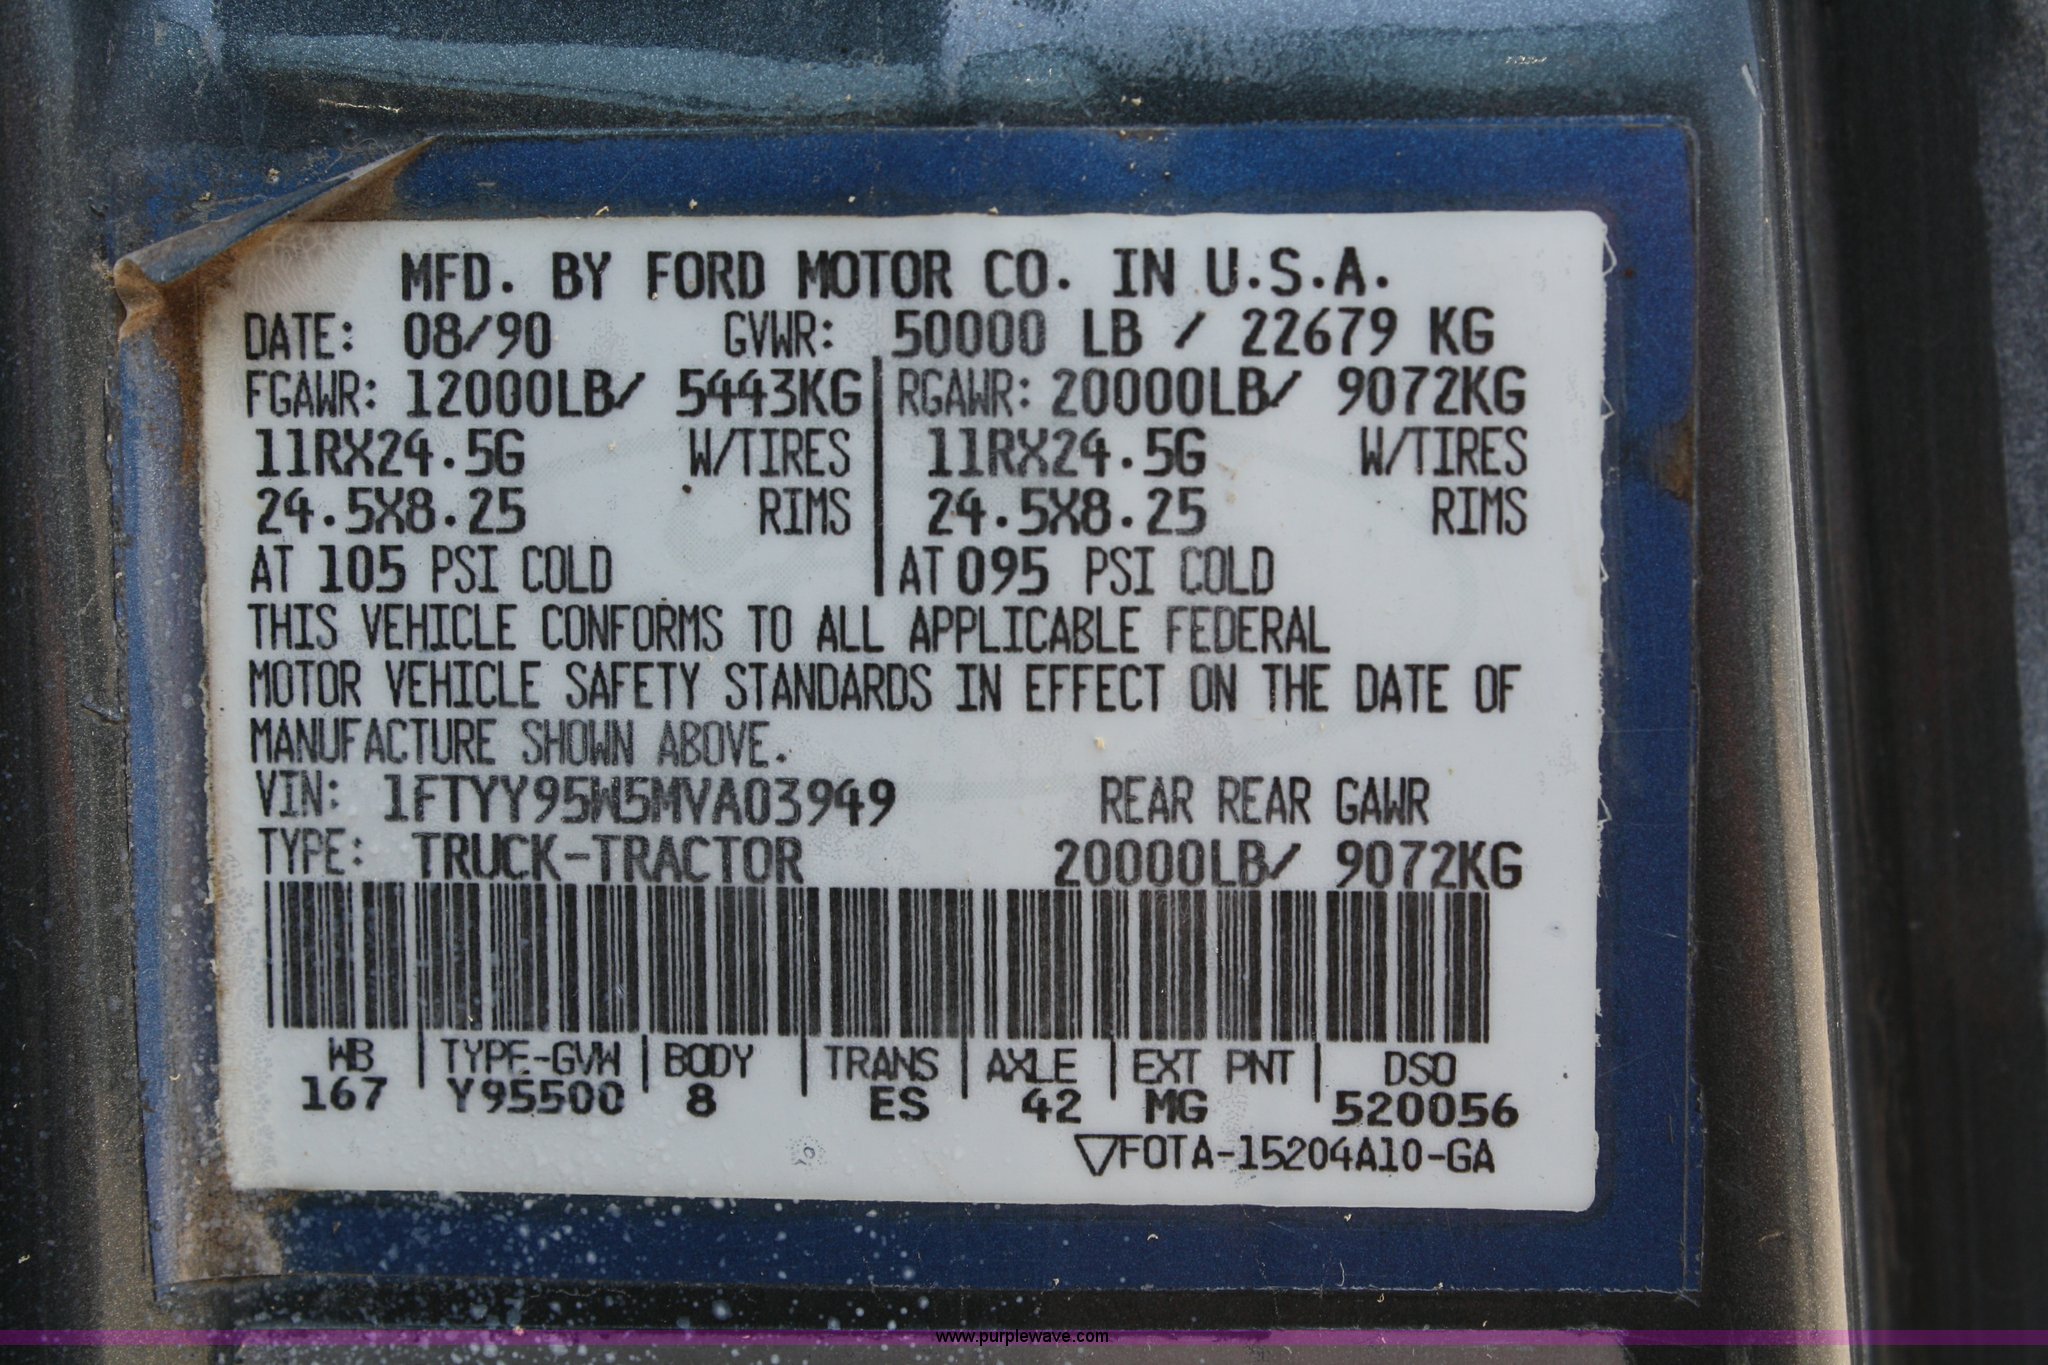 MFD. BY FORD MOTOR CO. IN U.S.A.
DATE: 08/90 GVWR: 50000 LB / 22679 KG
FGAWR: 12000LB/ 5443KG RGAWR: 20000LB/ 9072KG
11RX24.5G W/TIRES 11RX24.5G W/TIRES
24.5X8.25 RIMS 24.5X8.25 RIMS
AT 105 PSI COLD AT 095 PSI COLD
THIS VEHICLE CONFORMS TO ALL APPLICABLE FEDERAL
MOTOR VEHICLE SAFETY STANDARDS IN EFFECT ON THE DATE OF
MANUFACTURE SHOWN ABOVE.
VIN: 1FTYY95W5MVA03949 REAR REAR GAWR
TYPE: TRUCK-TRACTOR 20000LB/ 9072KG
WB TYPE-GVW BODY TRANS AXLE EXT PNT DSO
167 Y95500 8 ES 42 MG 520056
▽FOTA-15204A10-GA
www.purplewave.com